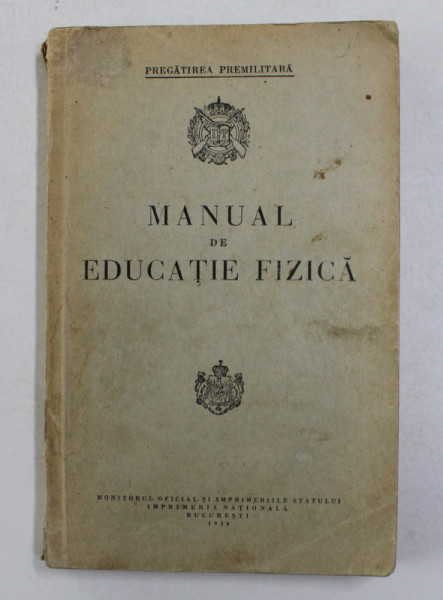 PREGĂTIREA PREMILITARĂ
MANUAL
DE
EDUCAȚIE FIZICĂ
MONITORUL OFICIAL ȘI IMPRIMERIILE STATULUI
IMPRIMERIA NAȚIONALĂ
BUCUREȘTI